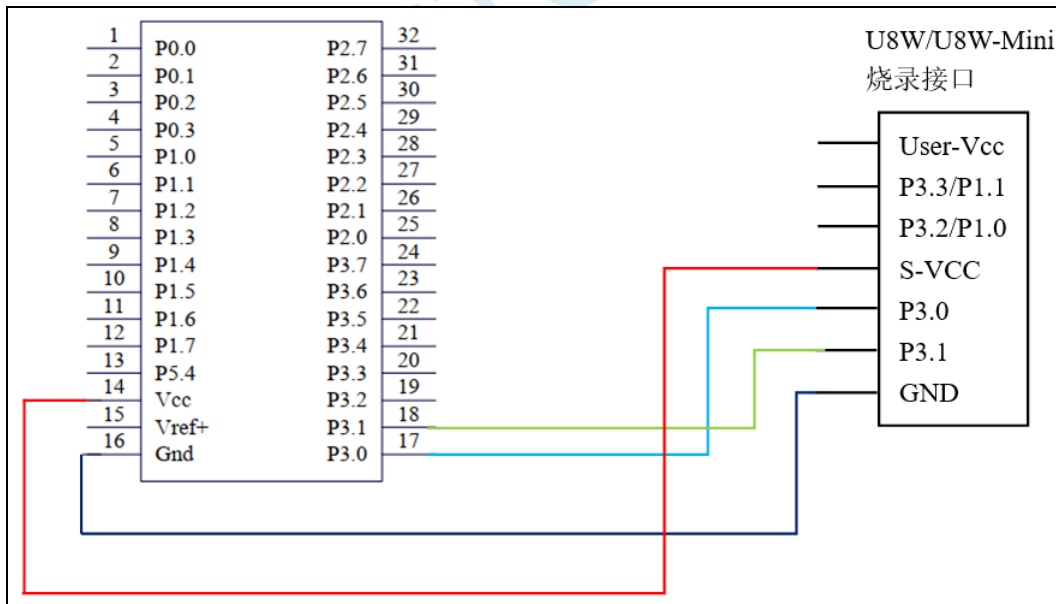 1 P0.0 P2.7 32
2 P0.1 P2.6 31
3 P0.2 P2.5 30
4 P0.3 P2.4 29
5 P1.0 P2.3 28
6 P1.1 P2.2 27
7 P1.2 P2.1 26
8 P1.3 P2.0 25
9 P1.4 P3.7 24
10 P1.5 P3.6 23
11 P1.6 P3.5 22
12 P1.7 P3.4 21
13 P5.4 P3.3 20
14 Vcc P3.2 19
15 Vref+ P3.1 18
16 Gnd P3.0 17
U8W/U8W-Mini
烧录接口
User-Vcc
P3.3/P1.1
P3.2/P1.0
S-VCC
P3.0
P3.1
GND